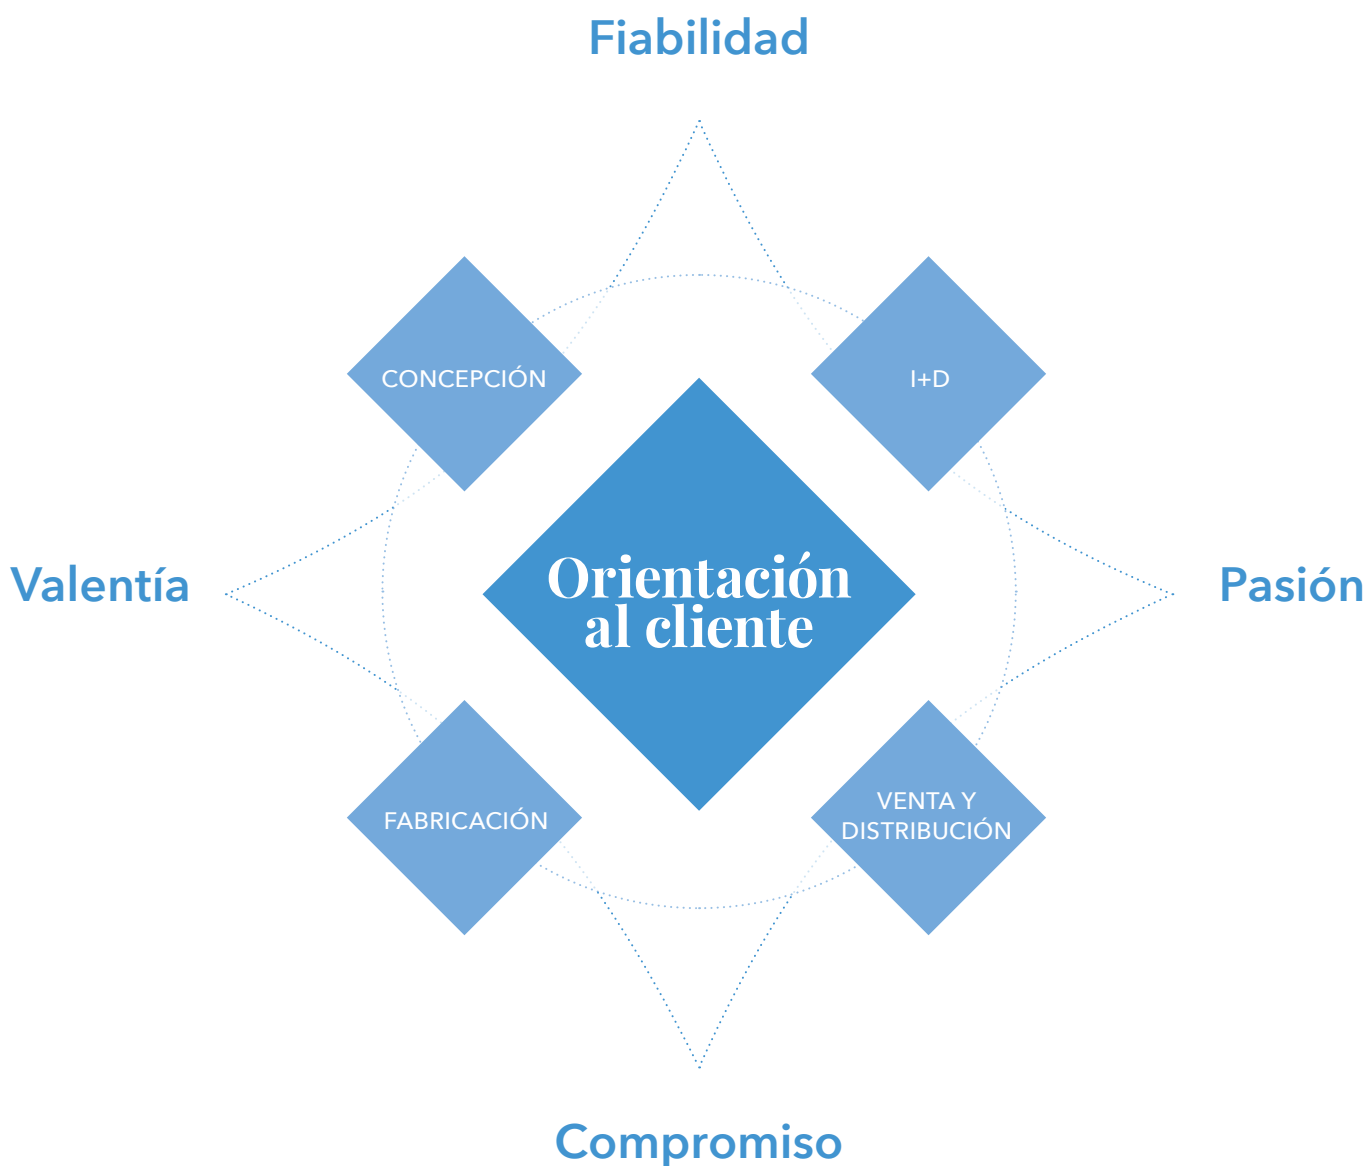 Fiabilidad
CONCEPCIÓN
I+D
Valentía
Orientación
al cliente
Pasión
FABRICACIÓN
VENTA Y
DISTRIBUCIÓN
Compromiso